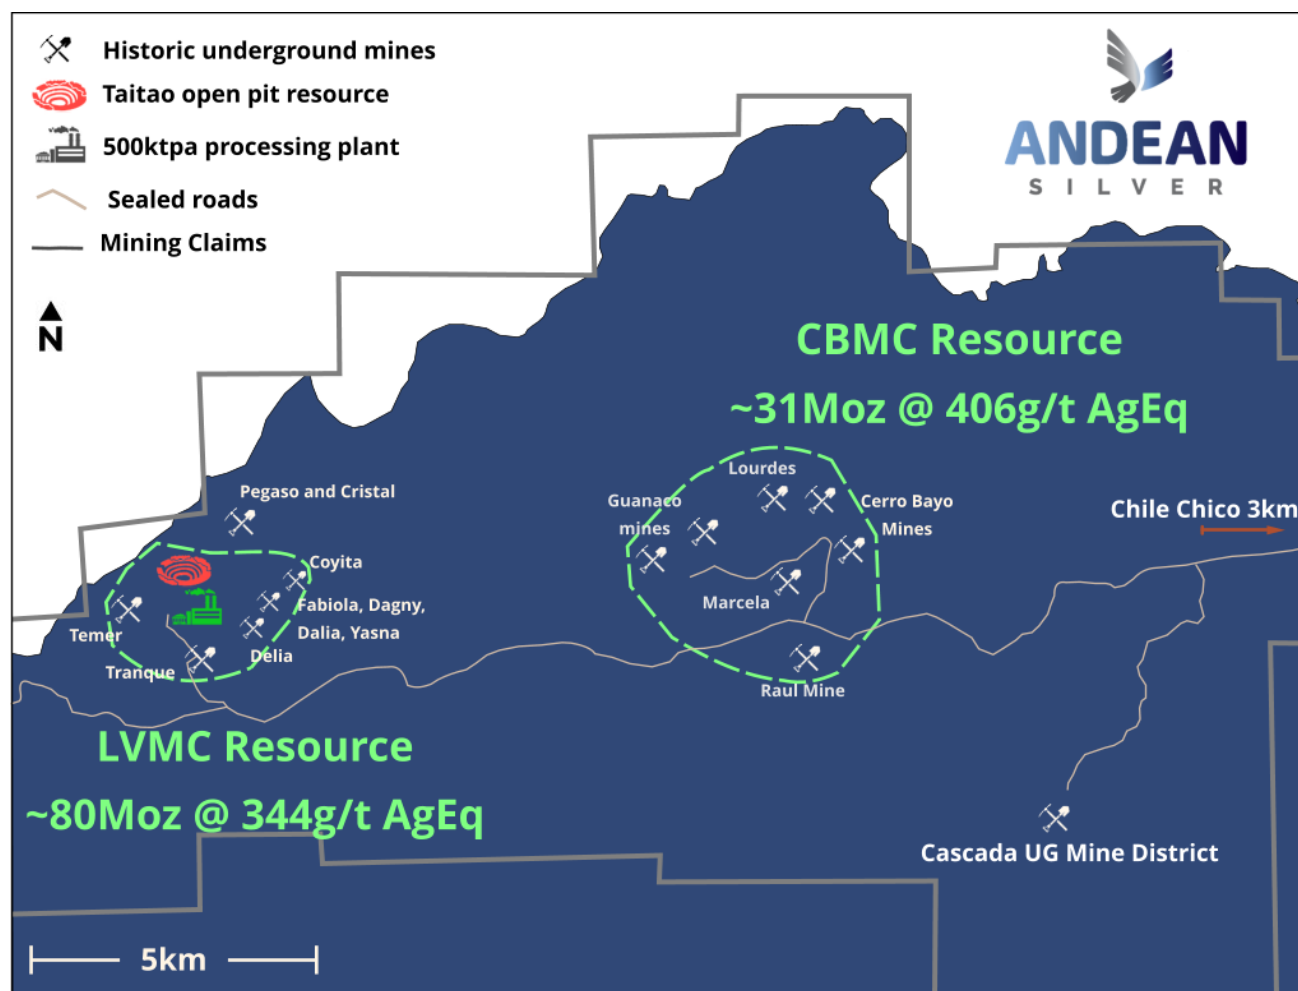 Historic underground mines
Taitao open pit resource
500ktpa processing plant
Sealed roads
Mining Claims
N
ANDEAN
SILVER
CBMC Resource
~31Moz @ 406g/t AgEq
Lourdes
Guanaco
mines
Cerro Bayo
Mines
Chile Chico 3km
Marcela
Raul Mine
Pegaso and Cristal
Coyita
Fabiola, Dagny,
Dalia, Yasna
Temer
Delia
Tranque
LVMC Resource
~80Moz @ 344g/t AgEq
Cascada UG Mine District
5km